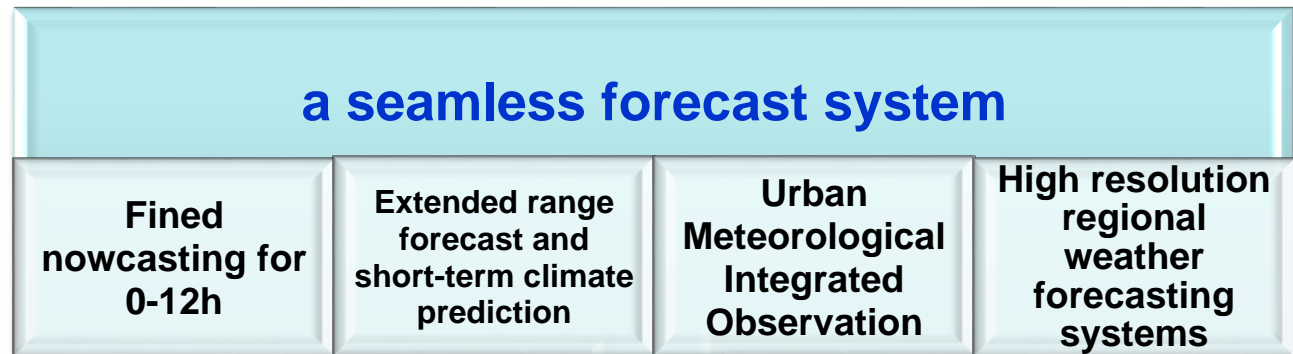 a seamless forecast system
Fined
nowcasting for
0-12h
Extended range
forecast and
short-term climate
prediction
Urban
Meteorological
Integrated
Observation
High resolution
regional
weather
forecasting
systems